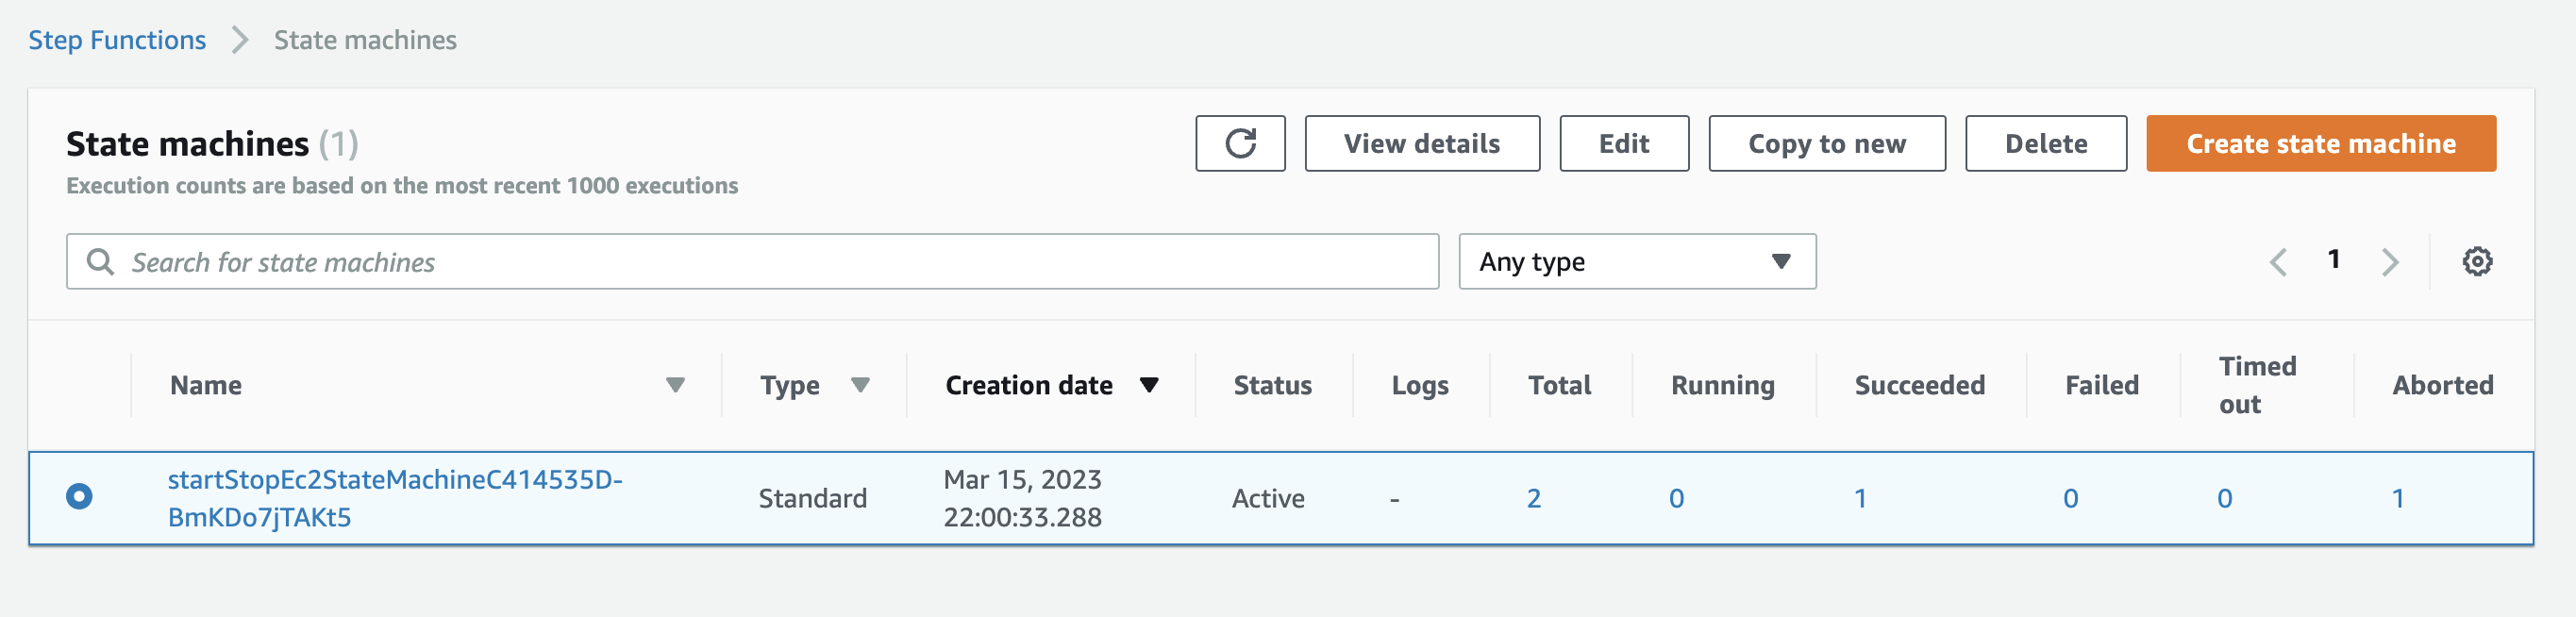 Step Functions
State machines
State machines (1)
Execution counts are based on the most recent 1000 executions
View details
Edit
Copy to new
Delete
Create state machine
Search for state machines
Any type
1
Name
Type
Creation date
Status
Logs
Total
Running
Succeeded
Failed
Timed
out
Aborted
startStopEc2StateMachineC414535D-
BmKDo7jTAKt5
Standard
Mar 15, 2023
22:00:33.288
Active
-
2
0
1
0
0
1